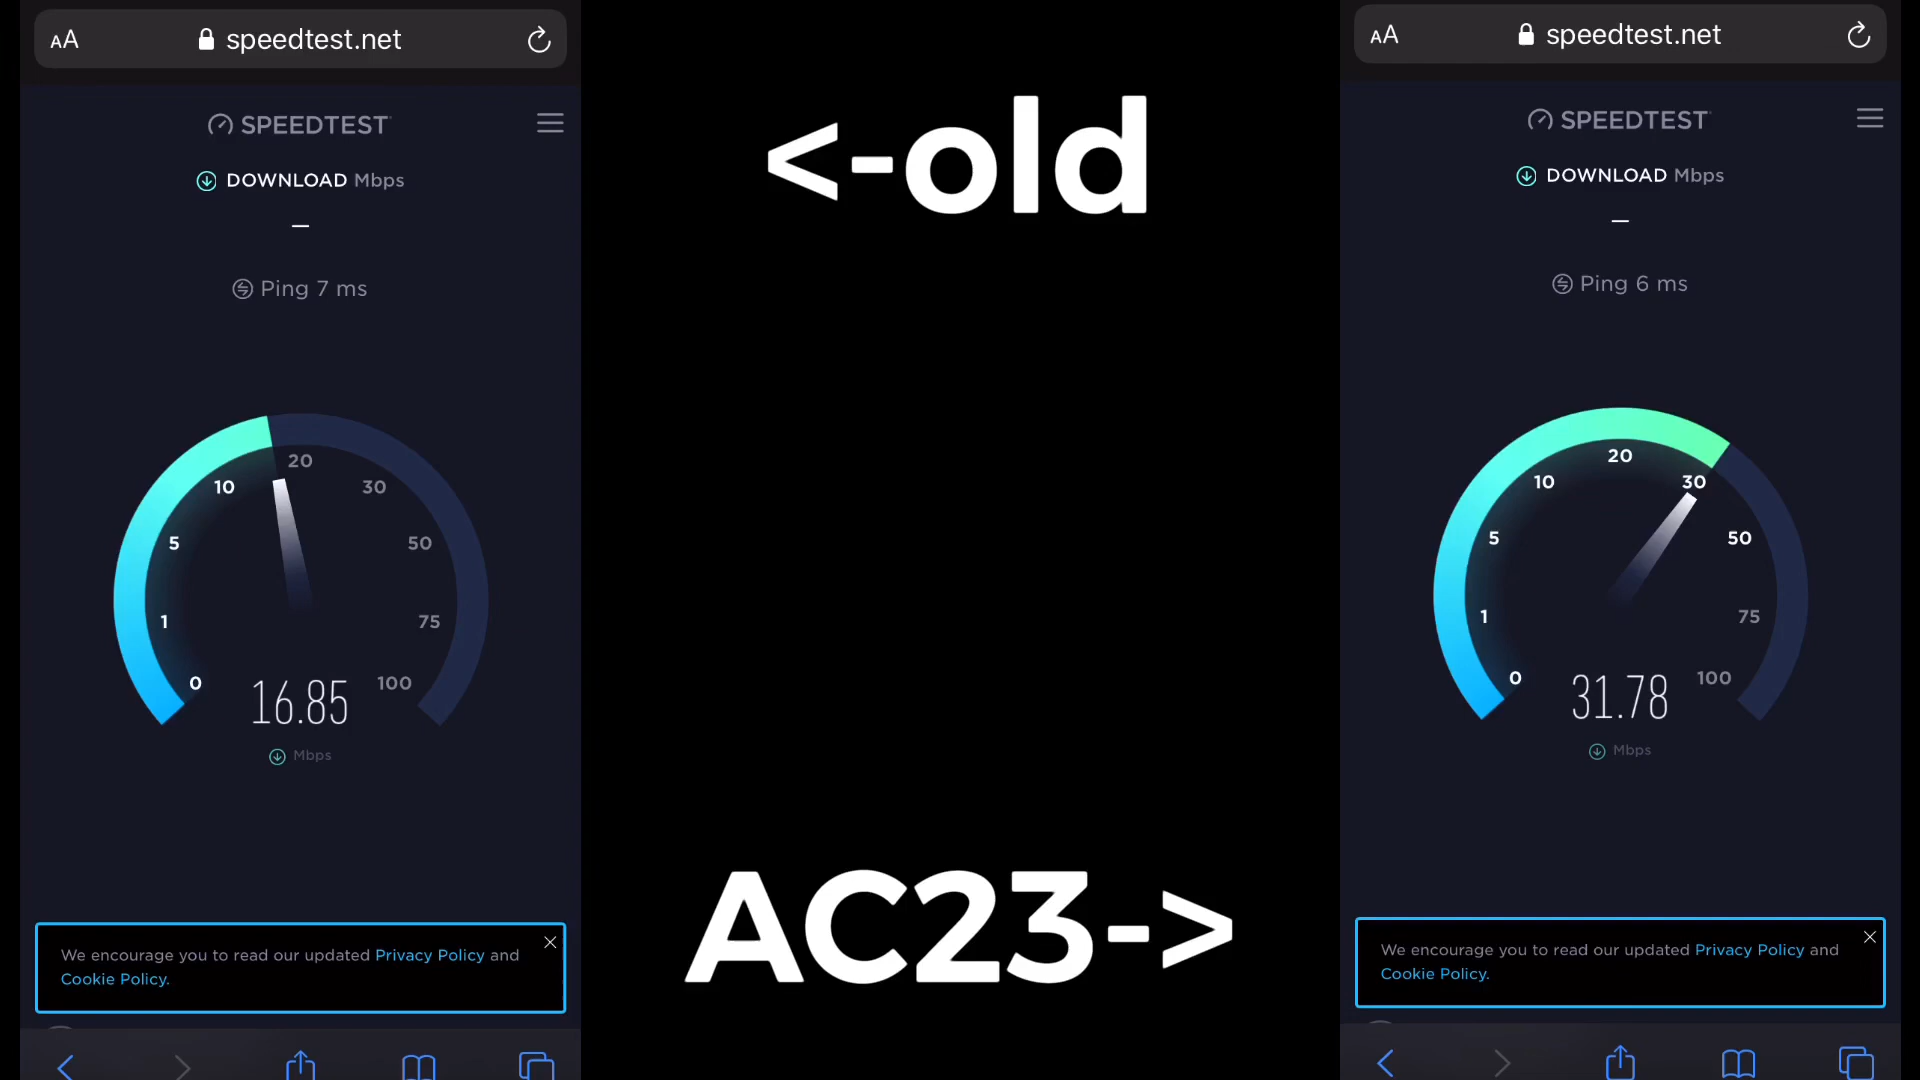 AA speedtest.net
SPEEDTEST
DOWNLOAD Mbps
—
Ping 7 ms
0
1
5
10
20
30
50
75
100
16.85
Mbps
We encourage you to read our updated Privacy Policy and
Cookie Policy.
<-old
AC23->
AA speedtest.net
SPEEDTEST
DOWNLOAD Mbps
—
Ping 6 ms
0
1
5
10
20
30
50
75
100
31.78
Mbps
We encourage you to read our updated Privacy Policy and
Cookie Policy.